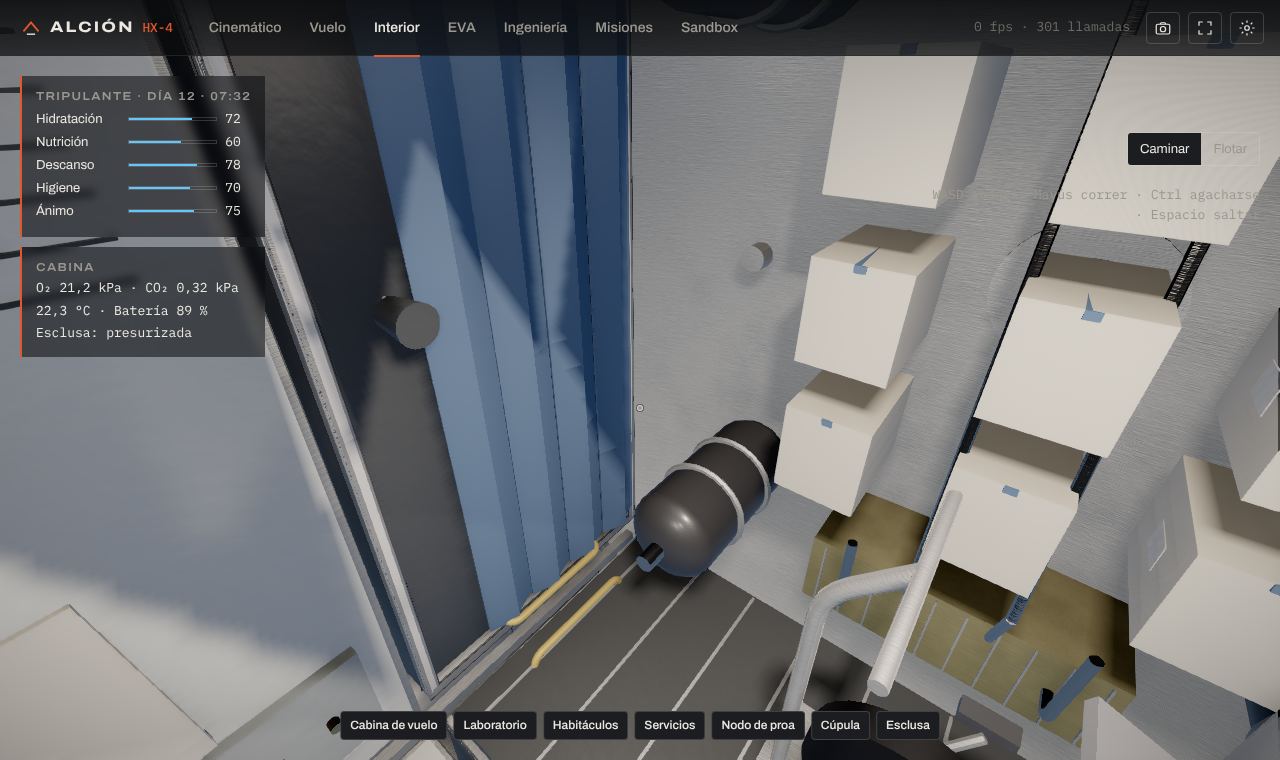 ALCIÓN HX-4 Cinemático Vuelo Interior EVA Ingeniería Misiones Sandbox 0 fps · 301 llamadas
TRIPULANTE · DÍA 12 · 07:32
Hidratación 72
Nutrición 60
Descanso 78
Higiene 70
Ánimo 75
CABINA
O₂ 21,2 kPa · CO₂ 0,32 kPa
22,3 °C · Batería 89 %
Esclusa: presurizada
Caminar Flotar
correr · Ctrl agacharse
· Espacio
Cabina de vuelo Laboratorio Habitáculos Servicios Nodo de proa Cúpula Esclusa